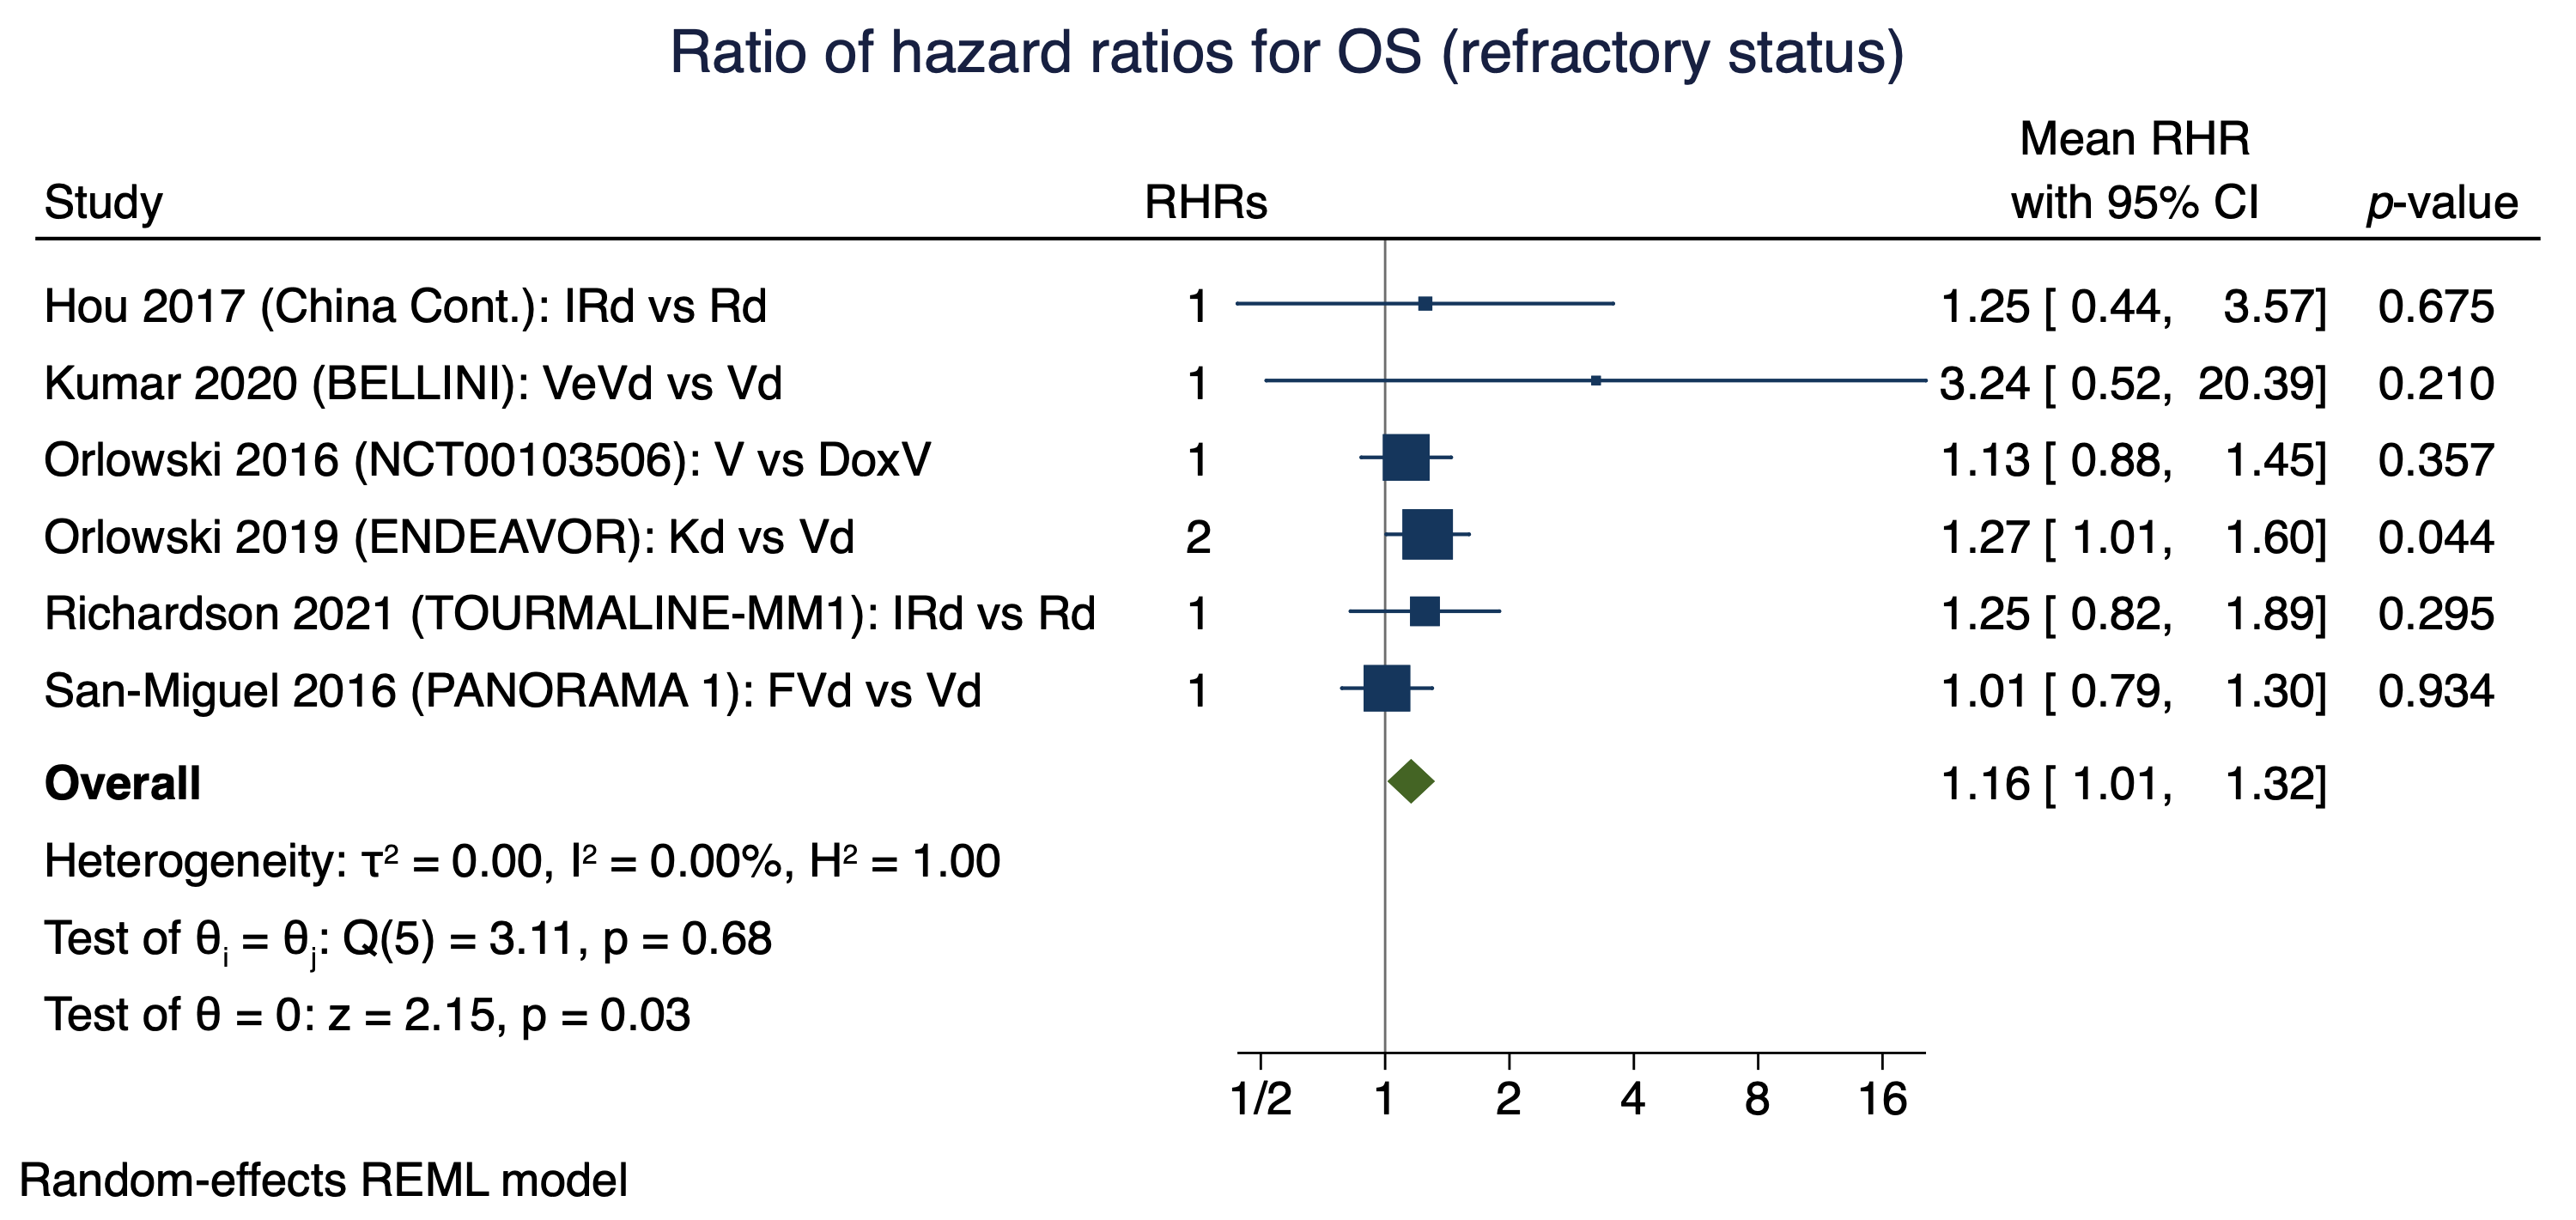 Ratio of hazard ratios for OS (refractory status)
Mean RHR
Study RHRs with 95% CI p-value
Hou 2017 (China Cont.): IRd vs Rd 1 1.25 [ 0.44, 3.57] 0.675
Kumar 2020 (BELLINI): VeVd vs Vd 1 3.24 [ 0.52, 20.39] 0.210
Orlowski 2016 (NCT00103506): V vs DoxV 1 1.13 [ 0.88, 1.45] 0.357
Orlowski 2019 (ENDEAVOR): Kd vs Vd 2 1.27 [ 1.01, 1.60] 0.044
Richardson 2021 (TOURMALINE-MM1): IRd vs Rd 1 1.25 [ 0.82, 1.89] 0.295
San-Miguel 2016 (PANORAMA 1): FVd vs Vd 1 1.01 [ 0.79, 1.30] 0.934
Overall 1.16 [ 1.01, 1.32]
Heterogeneity: τ² = 0.00, I² = 0.00%, H² = 1.00
Test of θᵢ = θⱼ: Q(5) = 3.11, p = 0.68
Test of θ = 0: z = 2.15, p = 0.03
1/2 1 2 4 8 16
Random-effects REML model